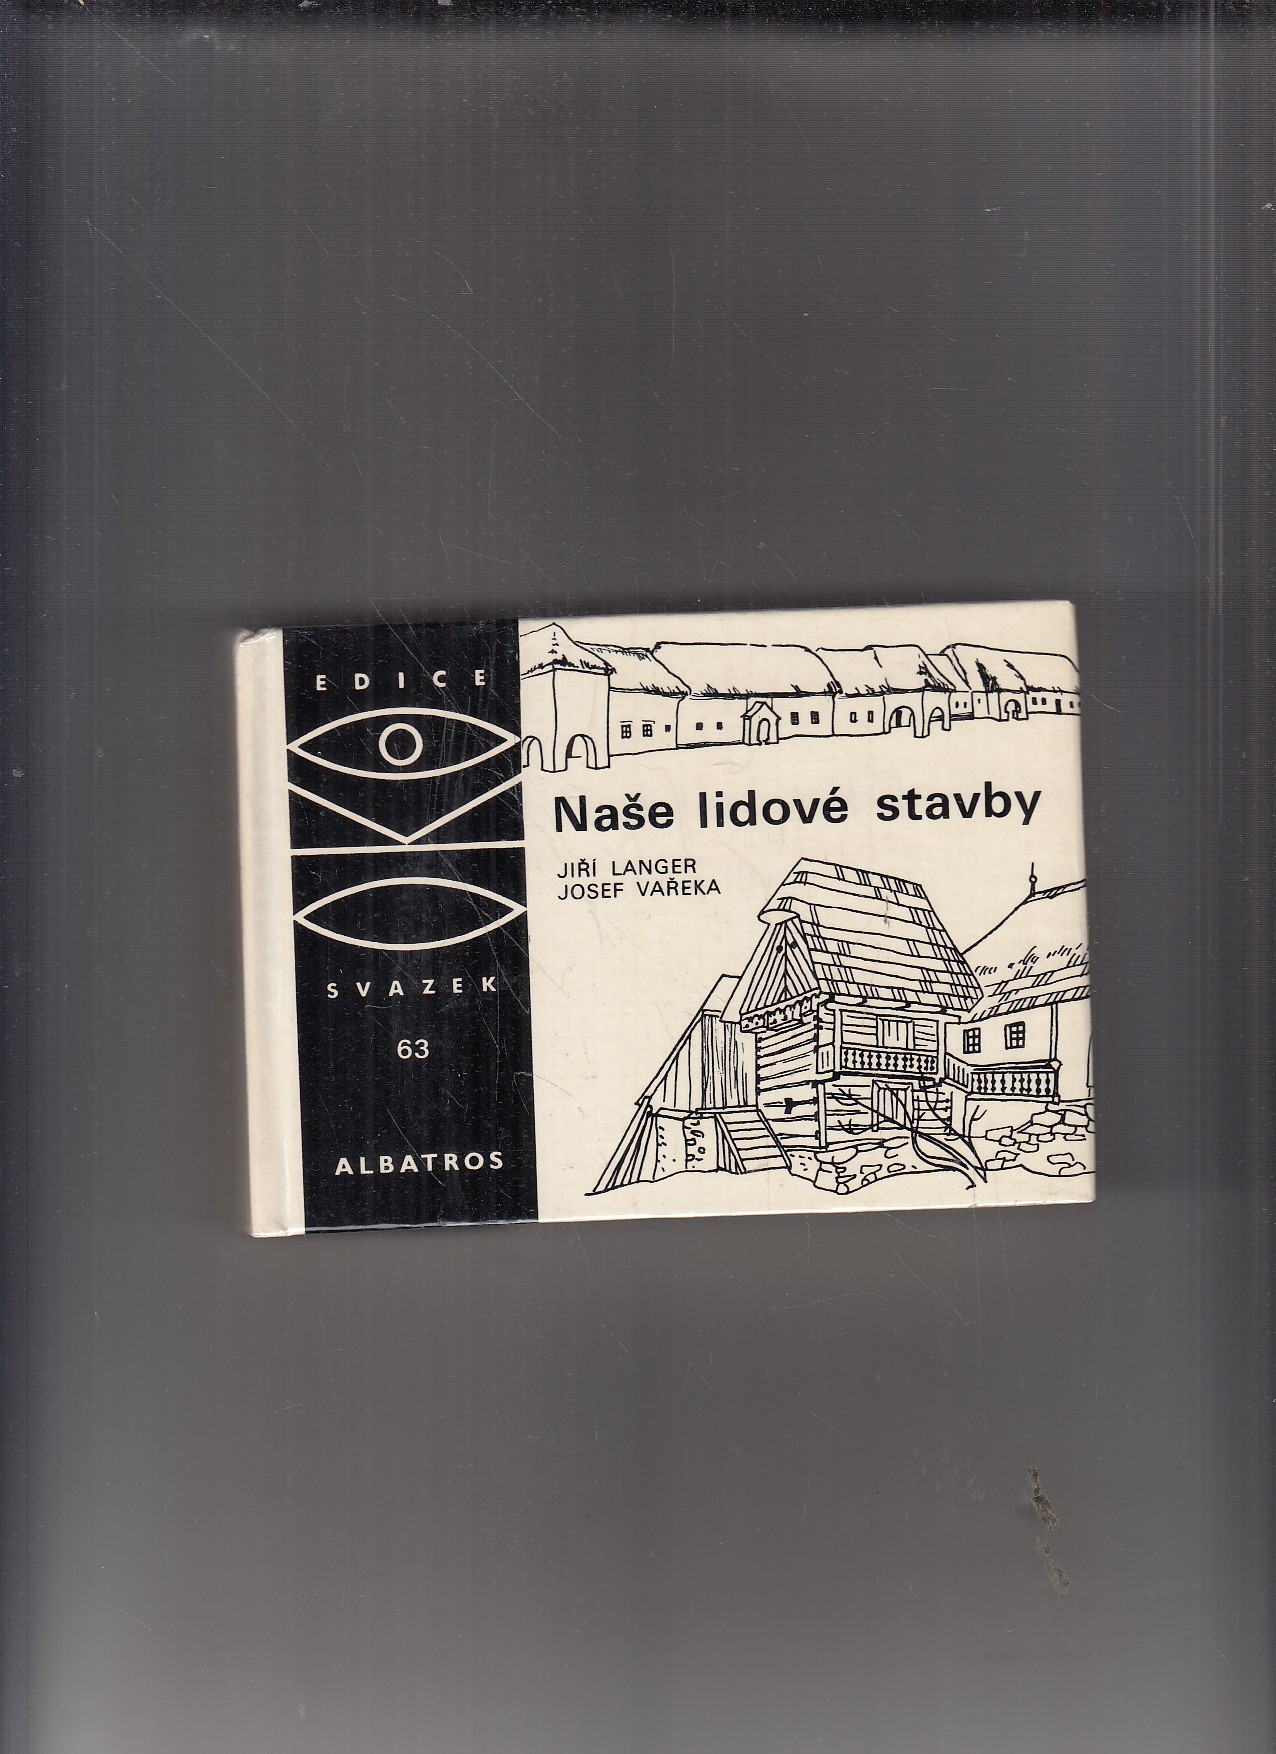 EDICE
SVAZEK
63
ALBATROS
Naše lidové stavby
JIŘÍ LANGER
JOSEF VAŘEKA